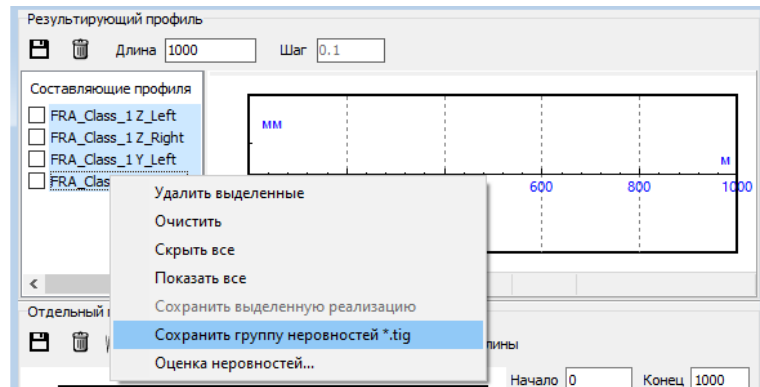 Результирующий профиль
Длина 1000 Шаг 0.1
Составляющие профиля
FRA_Class_1 Z_Left
FRA_Class_1 Z_Right
FRA_Class_1 Y_Left
FRA_Clas
мм
м
600 800 1000
Удалить выделенные
Очистить
Скрыть все
Показать все
Сохранить выделенную реализацию
Сохранить группу неровностей *.tig
Оценка неровностей...
Отдельный
Начало 0 Конец 1000